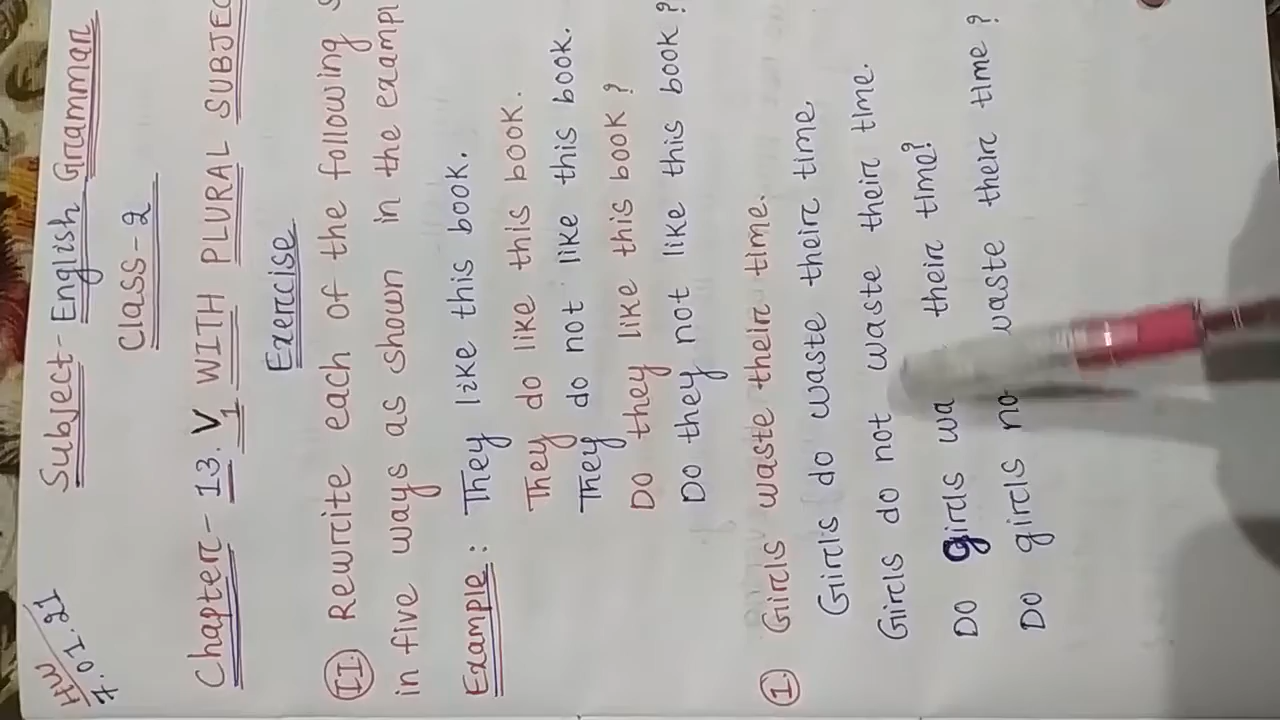 HW
7.01.21
Subject- English Grammar
Class-2
Chapter- 13. V1 WITH PLURAL SUBJEC
Exercise
II. Rewrite each of the following s
in five ways as shown in the exampl
Example: They like this book.
They do like this book.
They do not like this book.
Do they like this book?
Do they not like this book?
1. Girls waste their time.
Girls do waste their time
Girls do not waste their time.
Do girls wa their time?
Do girls no waste their time?